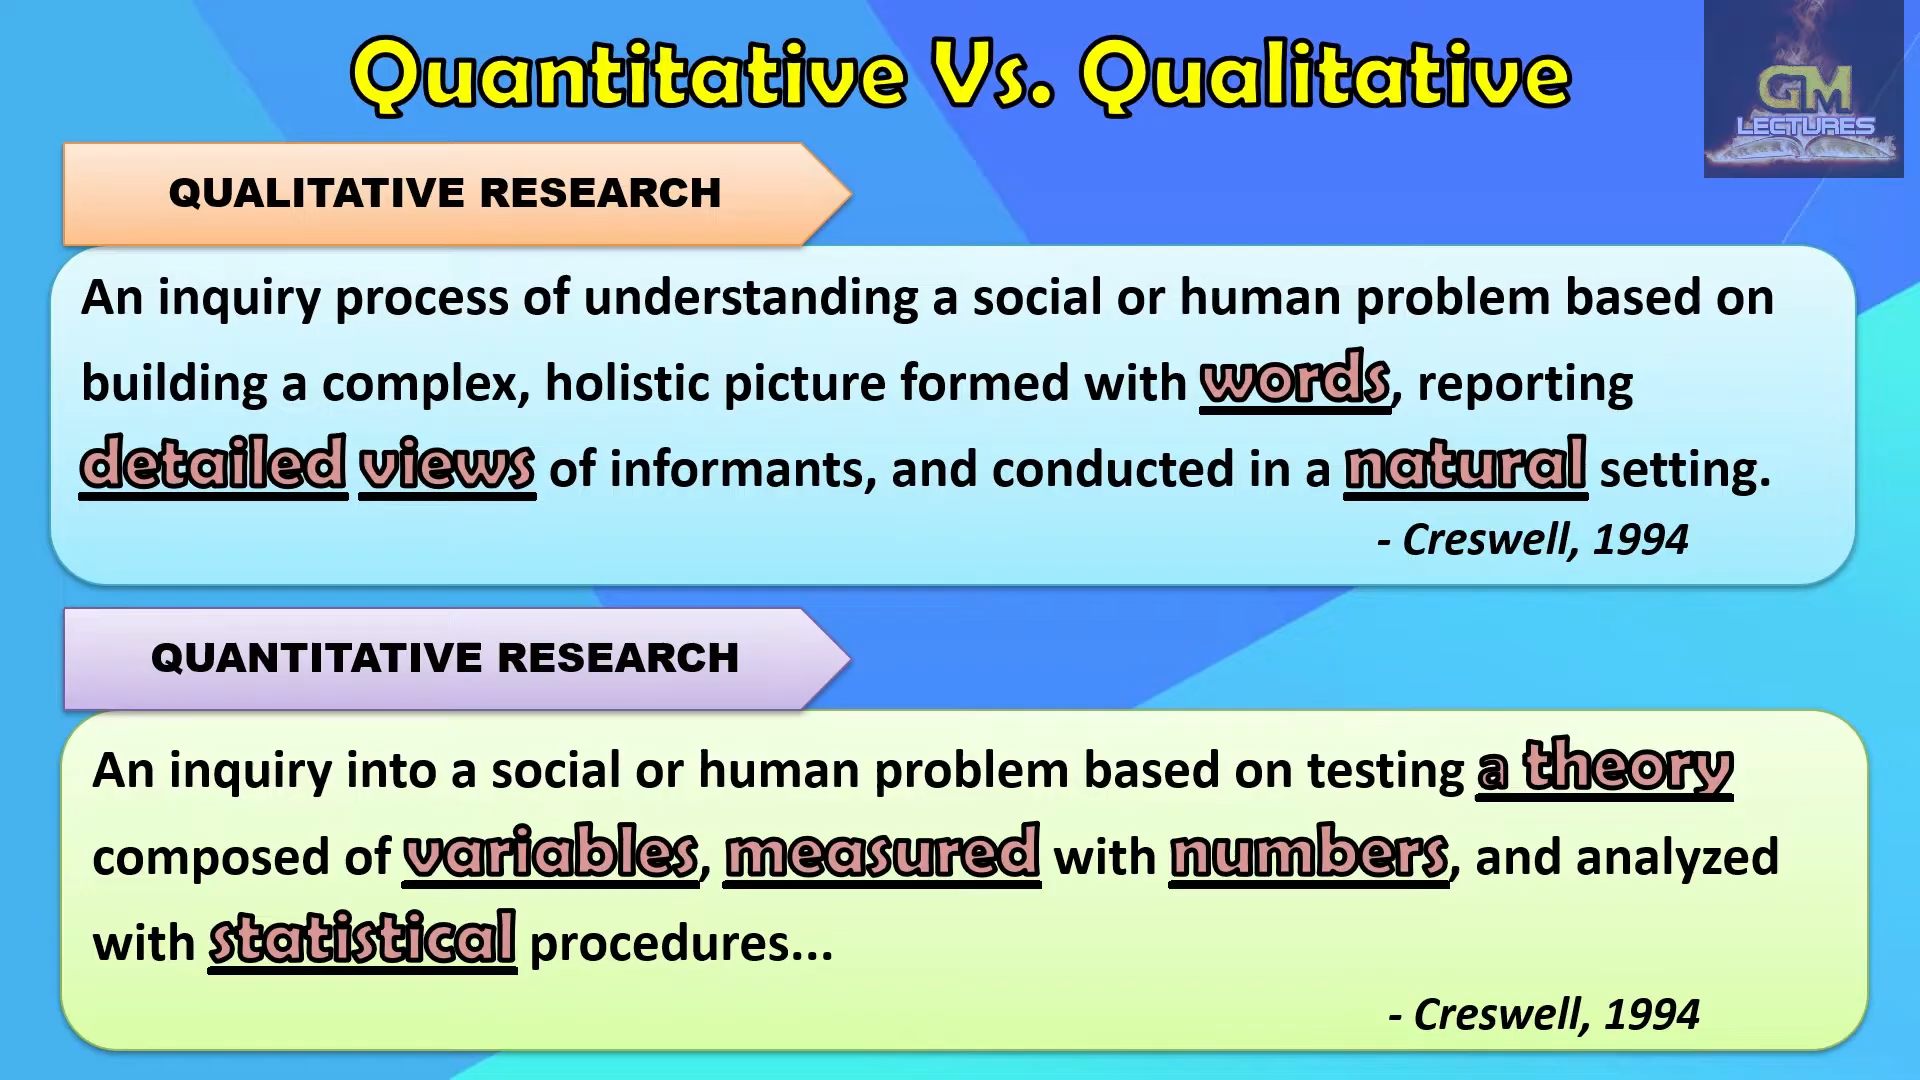 Quantitative Vs. Qualitative
GM
LECTURES
QUALITATIVE RESEARCH
An inquiry process of understanding a social or human problem based on
building a complex, holistic picture formed with words, reporting
detailed views of informants, and conducted in a natural setting.
- Creswell, 1994
QUANTITATIVE RESEARCH
An inquiry into a social or human problem based on testing a theory
composed of variables, measured with numbers, and analyzed
with statistical procedures...
- Creswell, 1994